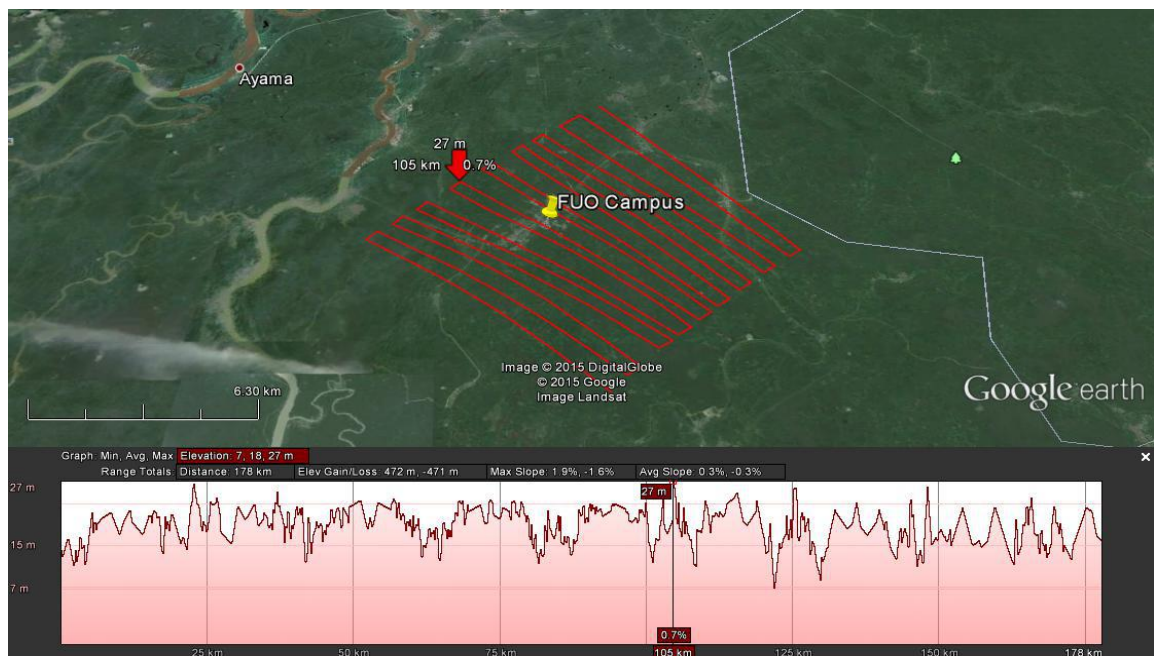 Ayama
27 m
105 km 0.7%
FUO Campus
Image © 2015 DigitalGlobe
© 2015 Google
Image Landsat
6.30 km
Google earth
Graph: Min, Avg, Max Elevation: 7, 18, 27 m
Range Totals: Distance: 178 km Elev Gain/Loss: 472 m, -471 m Max Slope: 1.9%, -1.6% Avg Slope: 0.3%, -0.3%
27 m
27 m
15 m
7 m
0.7%
25 km 50 km 75 km 105 km 125 km 150 km 178 km